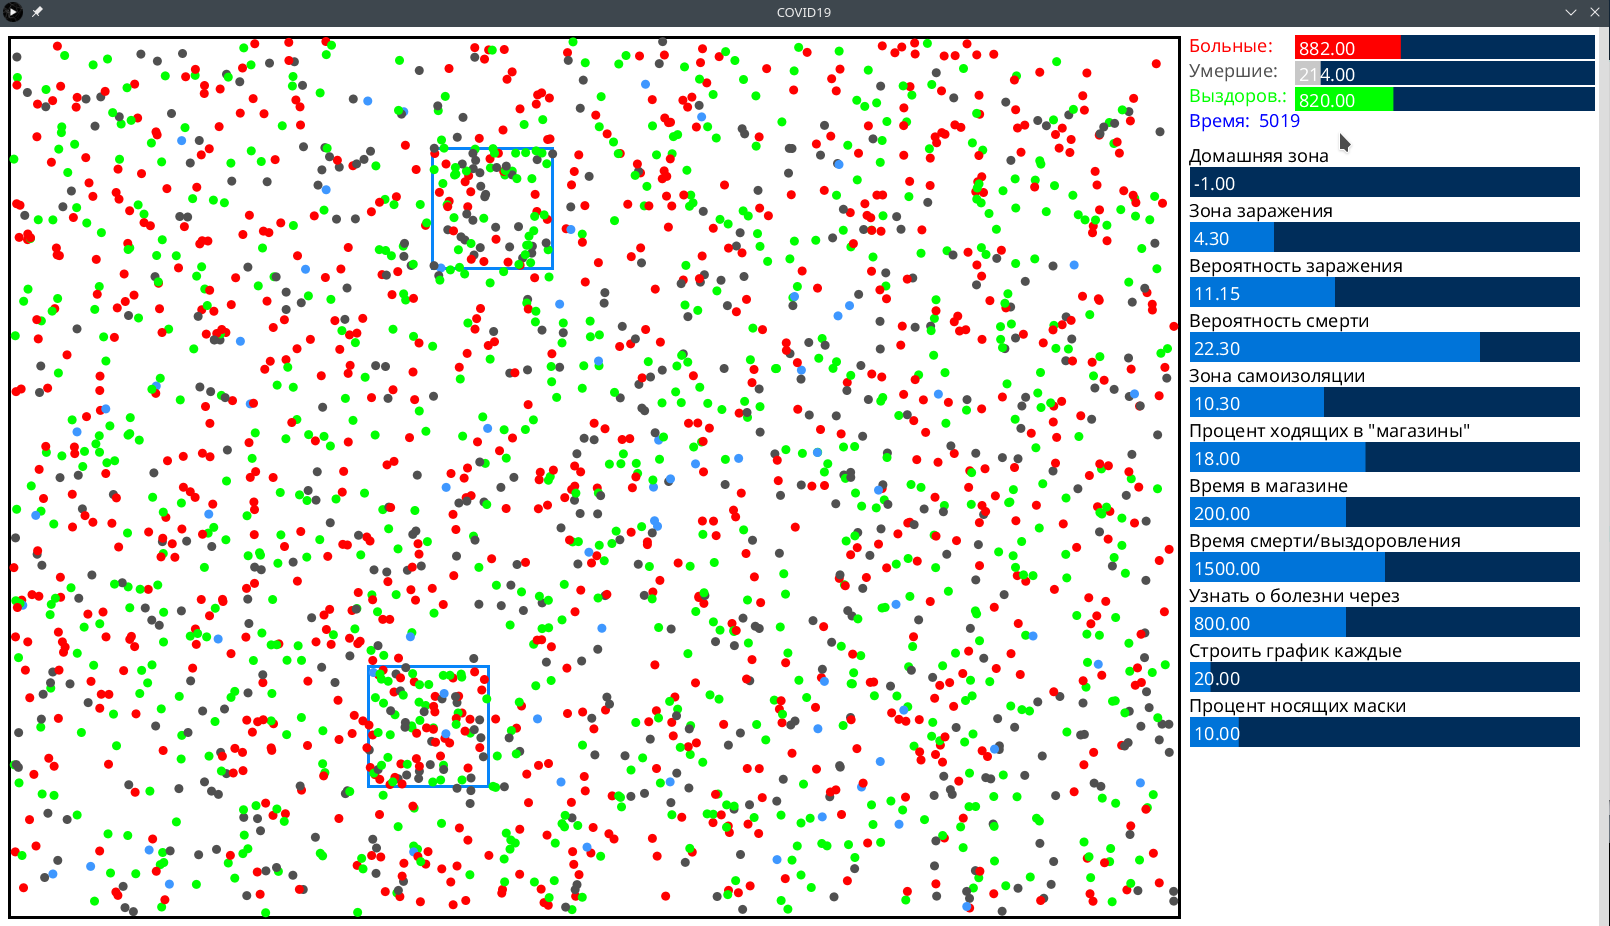 COVID19
Больные: 882.00
Умершие: 214.00
Выздоров.: 820.00
Время: 5019
Домашняя зона
-1.00
Зона заражения
4.30
Вероятность заражения
11.15
Вероятность смерти
22.30
Зона самоизоляции
10.30
Процент ходящих в "магазины"
18.00
Время в магазине
200.00
Время смерти/выздоровления
1500.00
Узнать о болезни через
800.00
Строить график каждые
20.00
Процент носящих маски
10.00